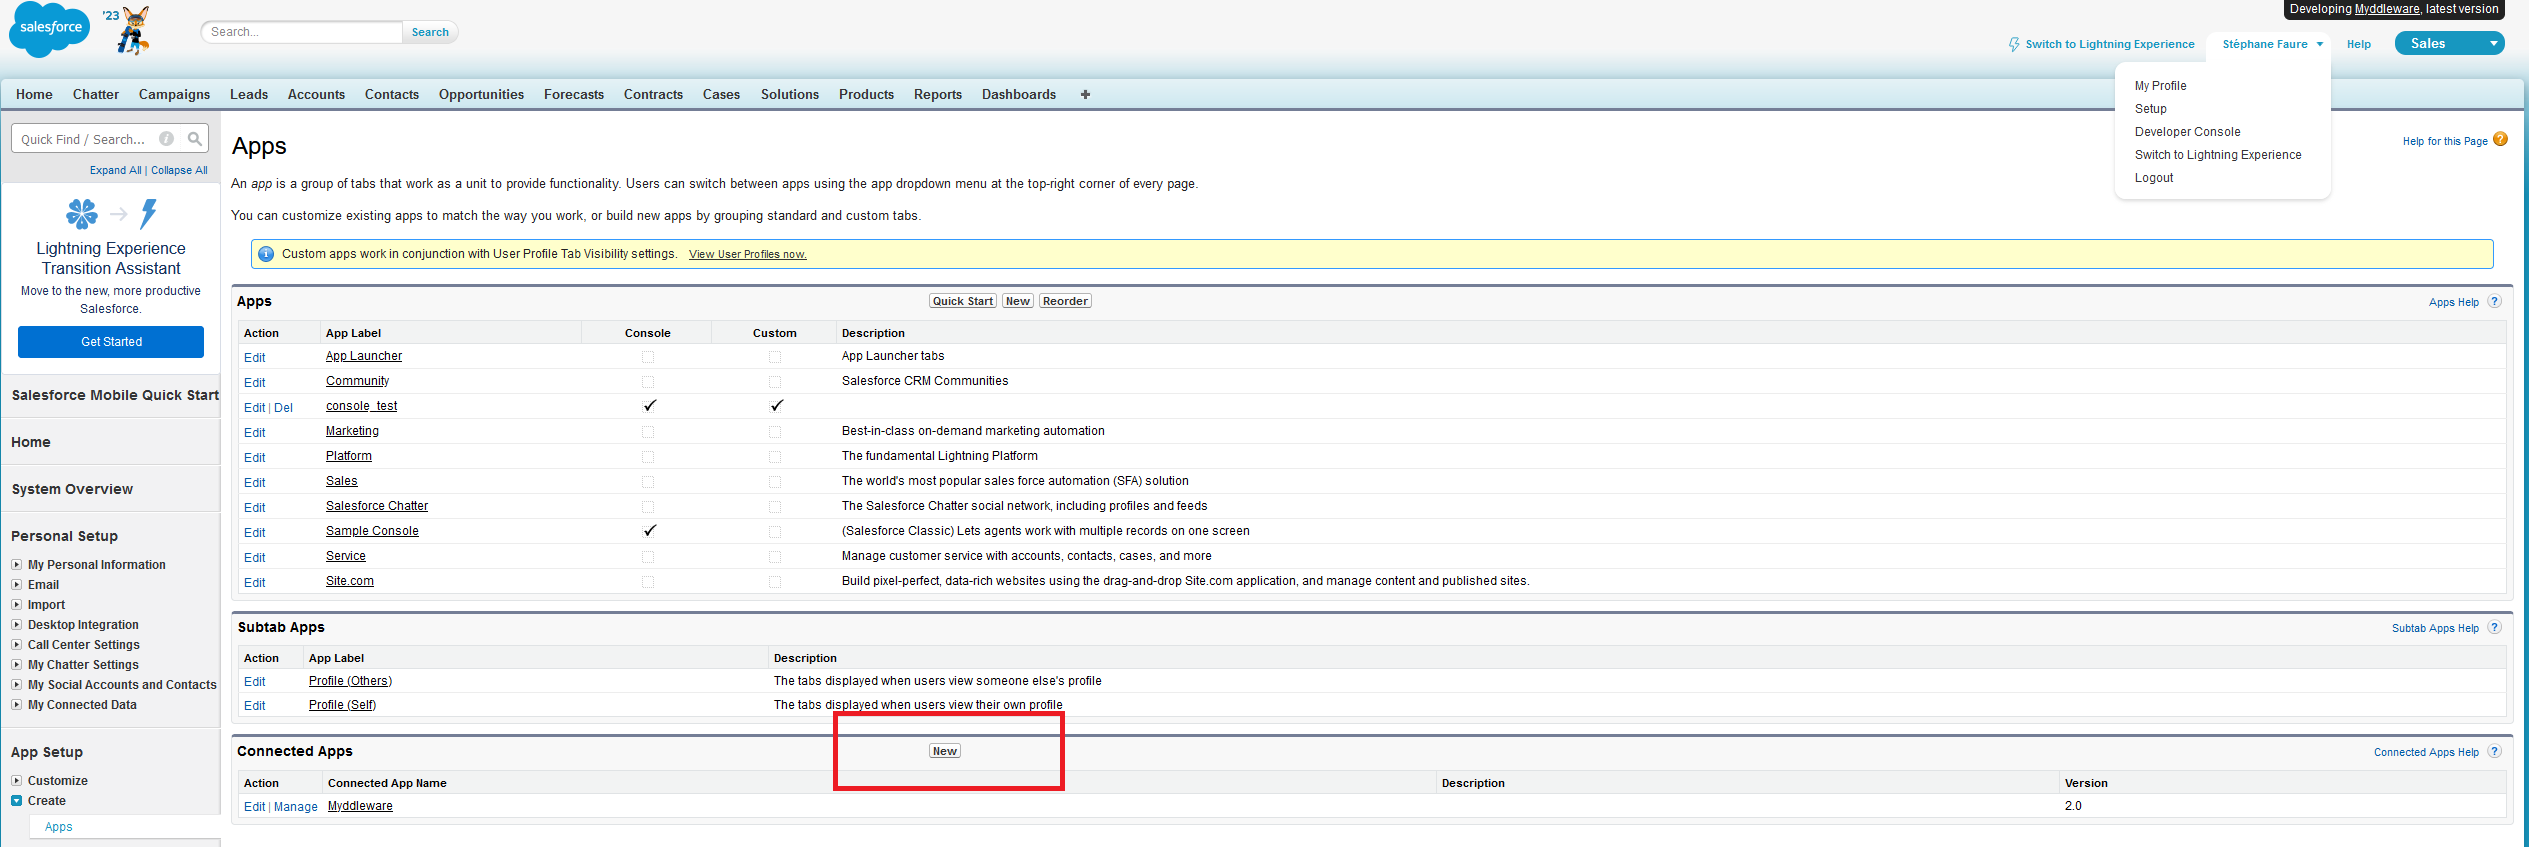 Developing Myddleware, latest version
salesforce
'23
Search...
Search
Switch to Lightning Experience
Stéphane Faure
Help
Sales
My Profile
Setup
Developer Console
Switch to Lightning Experience
Logout
Home Chatter Campaigns Leads Accounts Contacts Opportunities Forecasts Contracts Cases Solutions Products Reports Dashboards +
Quick Find / Search...
Expand All | Collapse All
Lightning Experience
Transition Assistant
Move to the new, more productive
Salesforce.
Get Started
Salesforce Mobile Quick Start
Home
System Overview
Personal Setup
My Personal Information
Email
Import
Desktop Integration
Call Center Settings
My Chatter Settings
My Social Accounts and Contacts
My Connected Data
App Setup
Customize
Create
Apps
Apps
Help for this Page ?
An app is a group of tabs that work as a unit to provide functionality. Users can switch between apps using the app dropdown menu at the top-right corner of every page.
You can customize existing apps to match the way you work, or build new apps by grouping standard and custom tabs.
Custom apps work in conjunction with User Profile Tab Visibility settings. View User Profiles now.
Apps Quick Start New Reorder Apps Help ?
Action App Label Console Custom Description
Edit App Launcher App Launcher tabs
Edit Community Salesforce CRM Communities
Edit | Del console_test
Edit Marketing Best-in-class on-demand marketing automation
Edit Platform The fundamental Lightning Platform
Edit Sales The world's most popular sales force automation (SFA) solution
Edit Salesforce Chatter The Salesforce Chatter social network, including profiles and feeds
Edit Sample Console (Salesforce Classic) Lets agents work with multiple records on one screen
Edit Service Manage customer service with accounts, contacts, cases, and more
Edit Site.com Build pixel-perfect, data-rich websites using the drag-and-drop Site.com application, and manage content and published sites.
Subtab Apps Subtab Apps Help ?
Action App Label Description
Edit Profile (Others) The tabs displayed when users view someone else's profile
Edit Profile (Self) The tabs displayed when users view their own profile
Connected Apps New Connected Apps Help ?
Action Connected App Name Description Version
Edit | Manage Myddleware 2.0